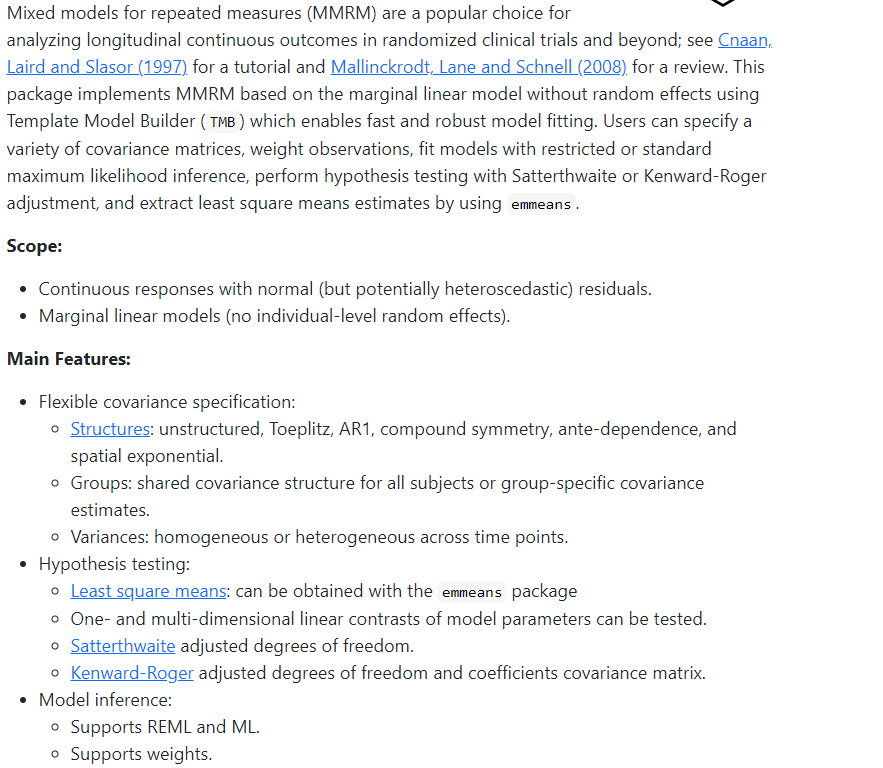 Mixed models for repeated measures (MMRM) are a popular choice for
analyzing longitudinal continuous outcomes in randomized clinical trials and beyond; see Cnaan,
Laird and Slasor (1997) for a tutorial and Mallinckrodt, Lane and Schnell (2008) for a review. This
package implements MMRM based on the marginal linear model without random effects using
Template Model Builder ( TMB ) which enables fast and robust model fitting. Users can specify a
variety of covariance matrices, weight observations, fit models with restricted or standard
maximum likelihood inference, perform hypothesis testing with Satterthwaite or Kenward-Roger
adjustment, and extract least square means estimates by using emmeans .
Scope:
• Continuous responses with normal (but potentially heteroscedastic) residuals.
• Marginal linear models (no individual-level random effects).
Main Features:
• Flexible covariance specification:
◦ Structures: unstructured, Toeplitz, AR1, compound symmetry, ante-dependence, and
spatial exponential.
◦ Groups: shared covariance structure for all subjects or group-specific covariance
estimates.
◦ Variances: homogeneous or heterogeneous across time points.
• Hypothesis testing:
◦ Least square means: can be obtained with the emmeans package
◦ One- and multi-dimensional linear contrasts of model parameters can be tested.
◦ Satterthwaite adjusted degrees of freedom.
◦ Kenward-Roger adjusted degrees of freedom and coefficients covariance matrix.
• Model inference:
◦ Supports REML and ML.
◦ Supports weights.